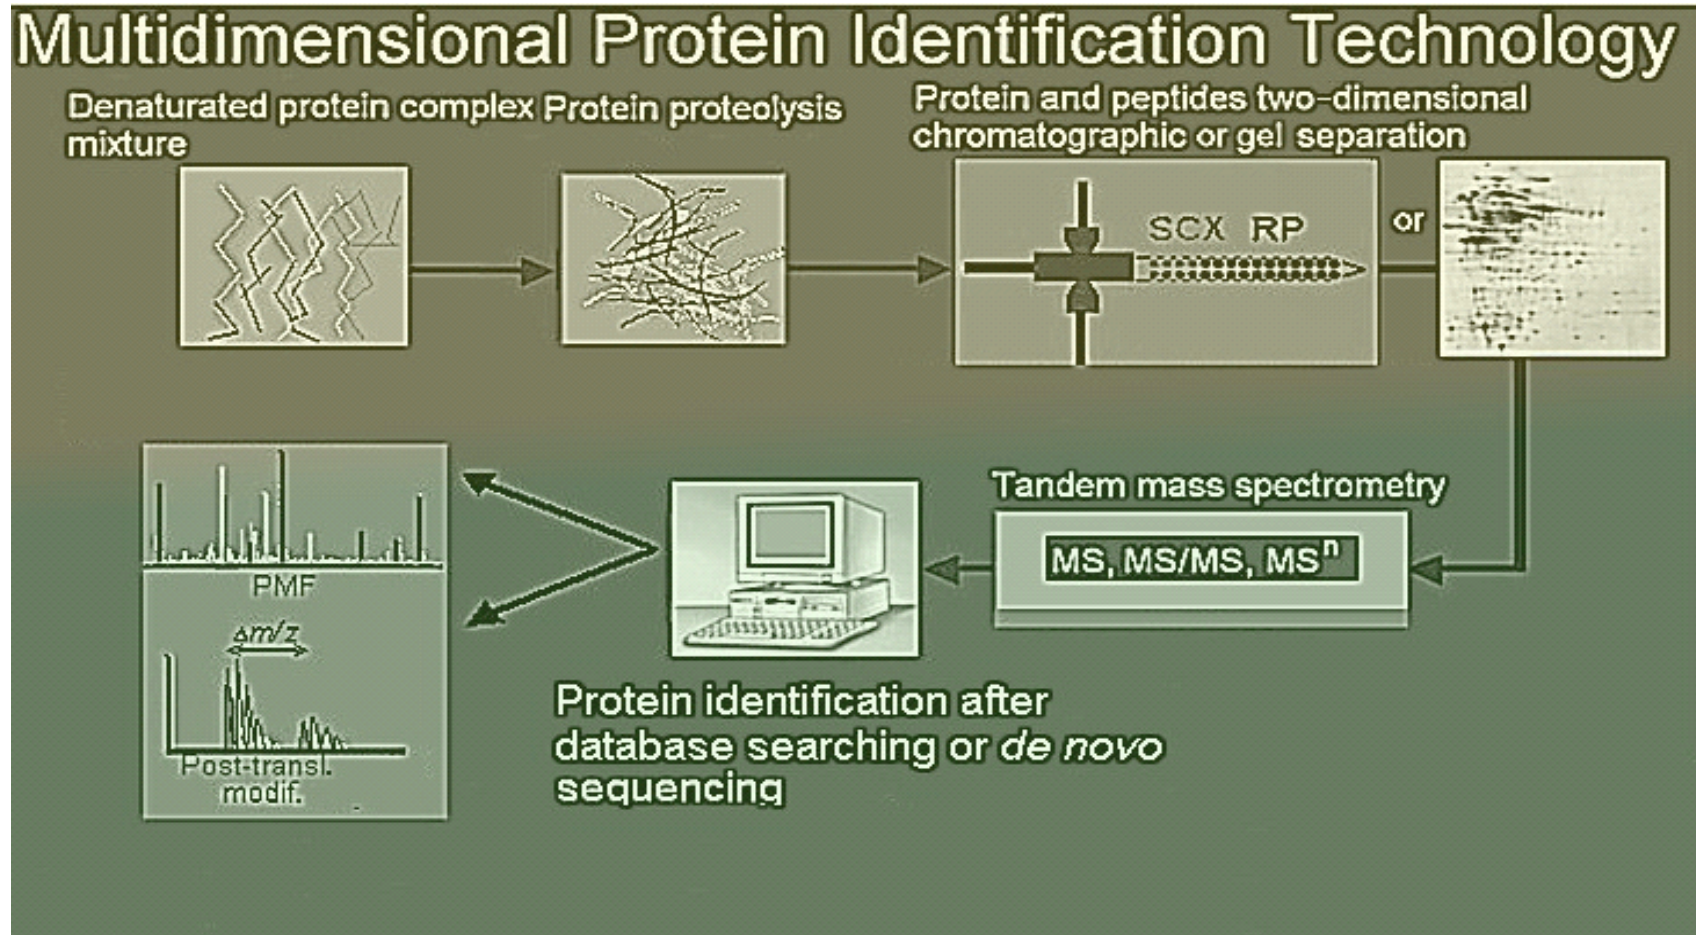 Multidimensional Protein Identification Technology
Denaturated protein complex
mixture
Protein proteolysis
Protein and peptides two-dimensional
chromatographic or gel separation
SCX RP
or
Tandem mass spectrometry
MS, MS/MS, MSⁿ
Protein identification after
database searching or de novo
sequencing
PMF
Δm/z
Post-transl.
modif.